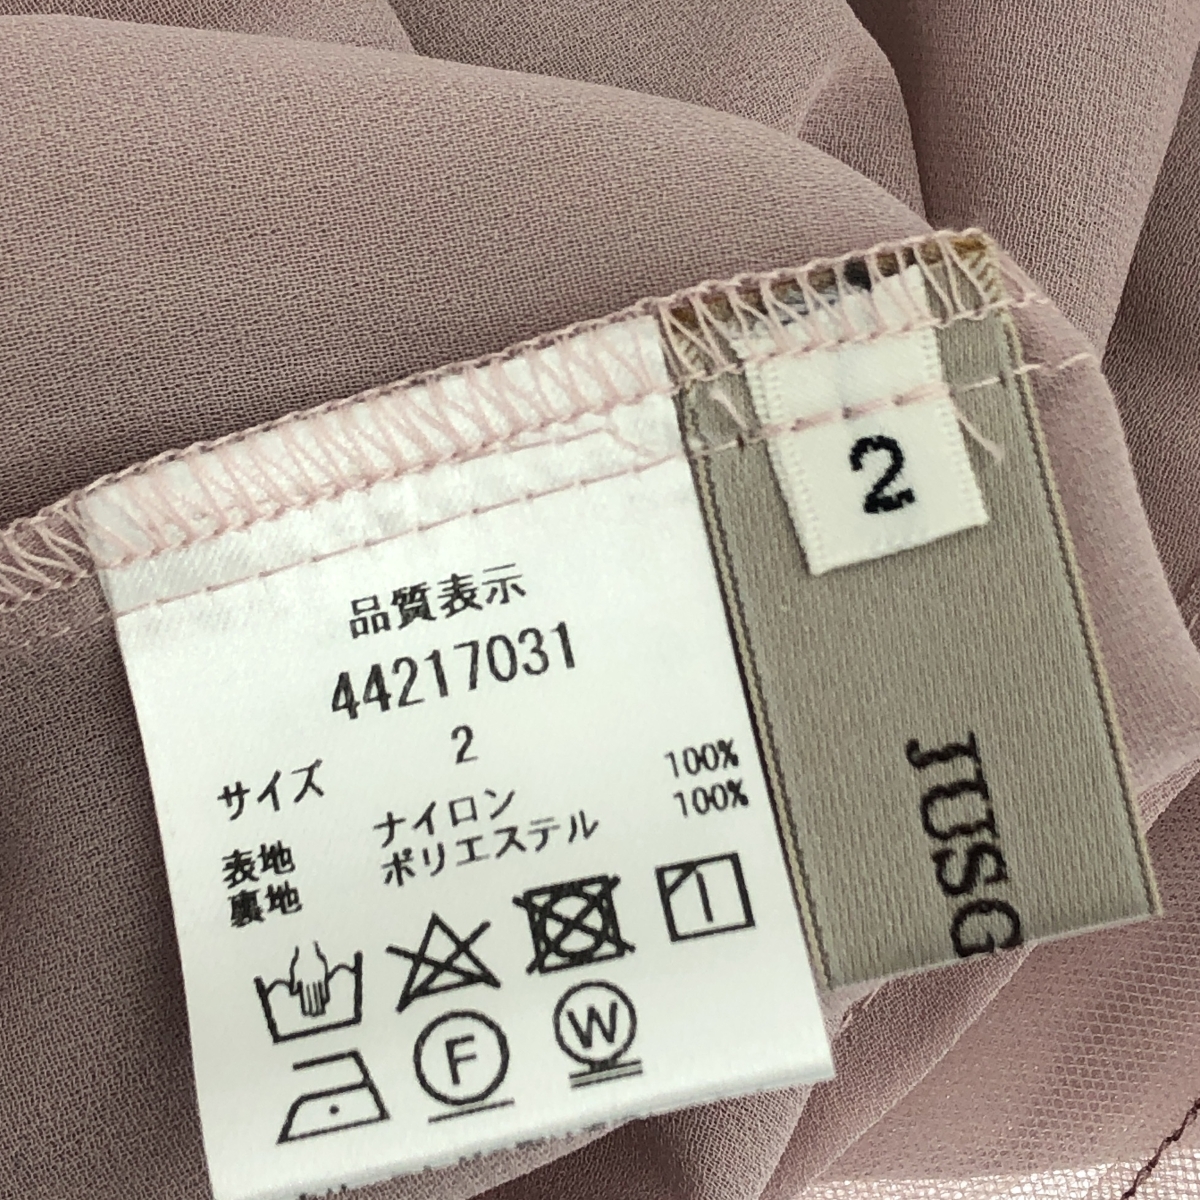 品質表示
44217031
サイズ 2
表地 ナイロン 100%
裏地 ポリエステル 100%
F
W
2
JUSG